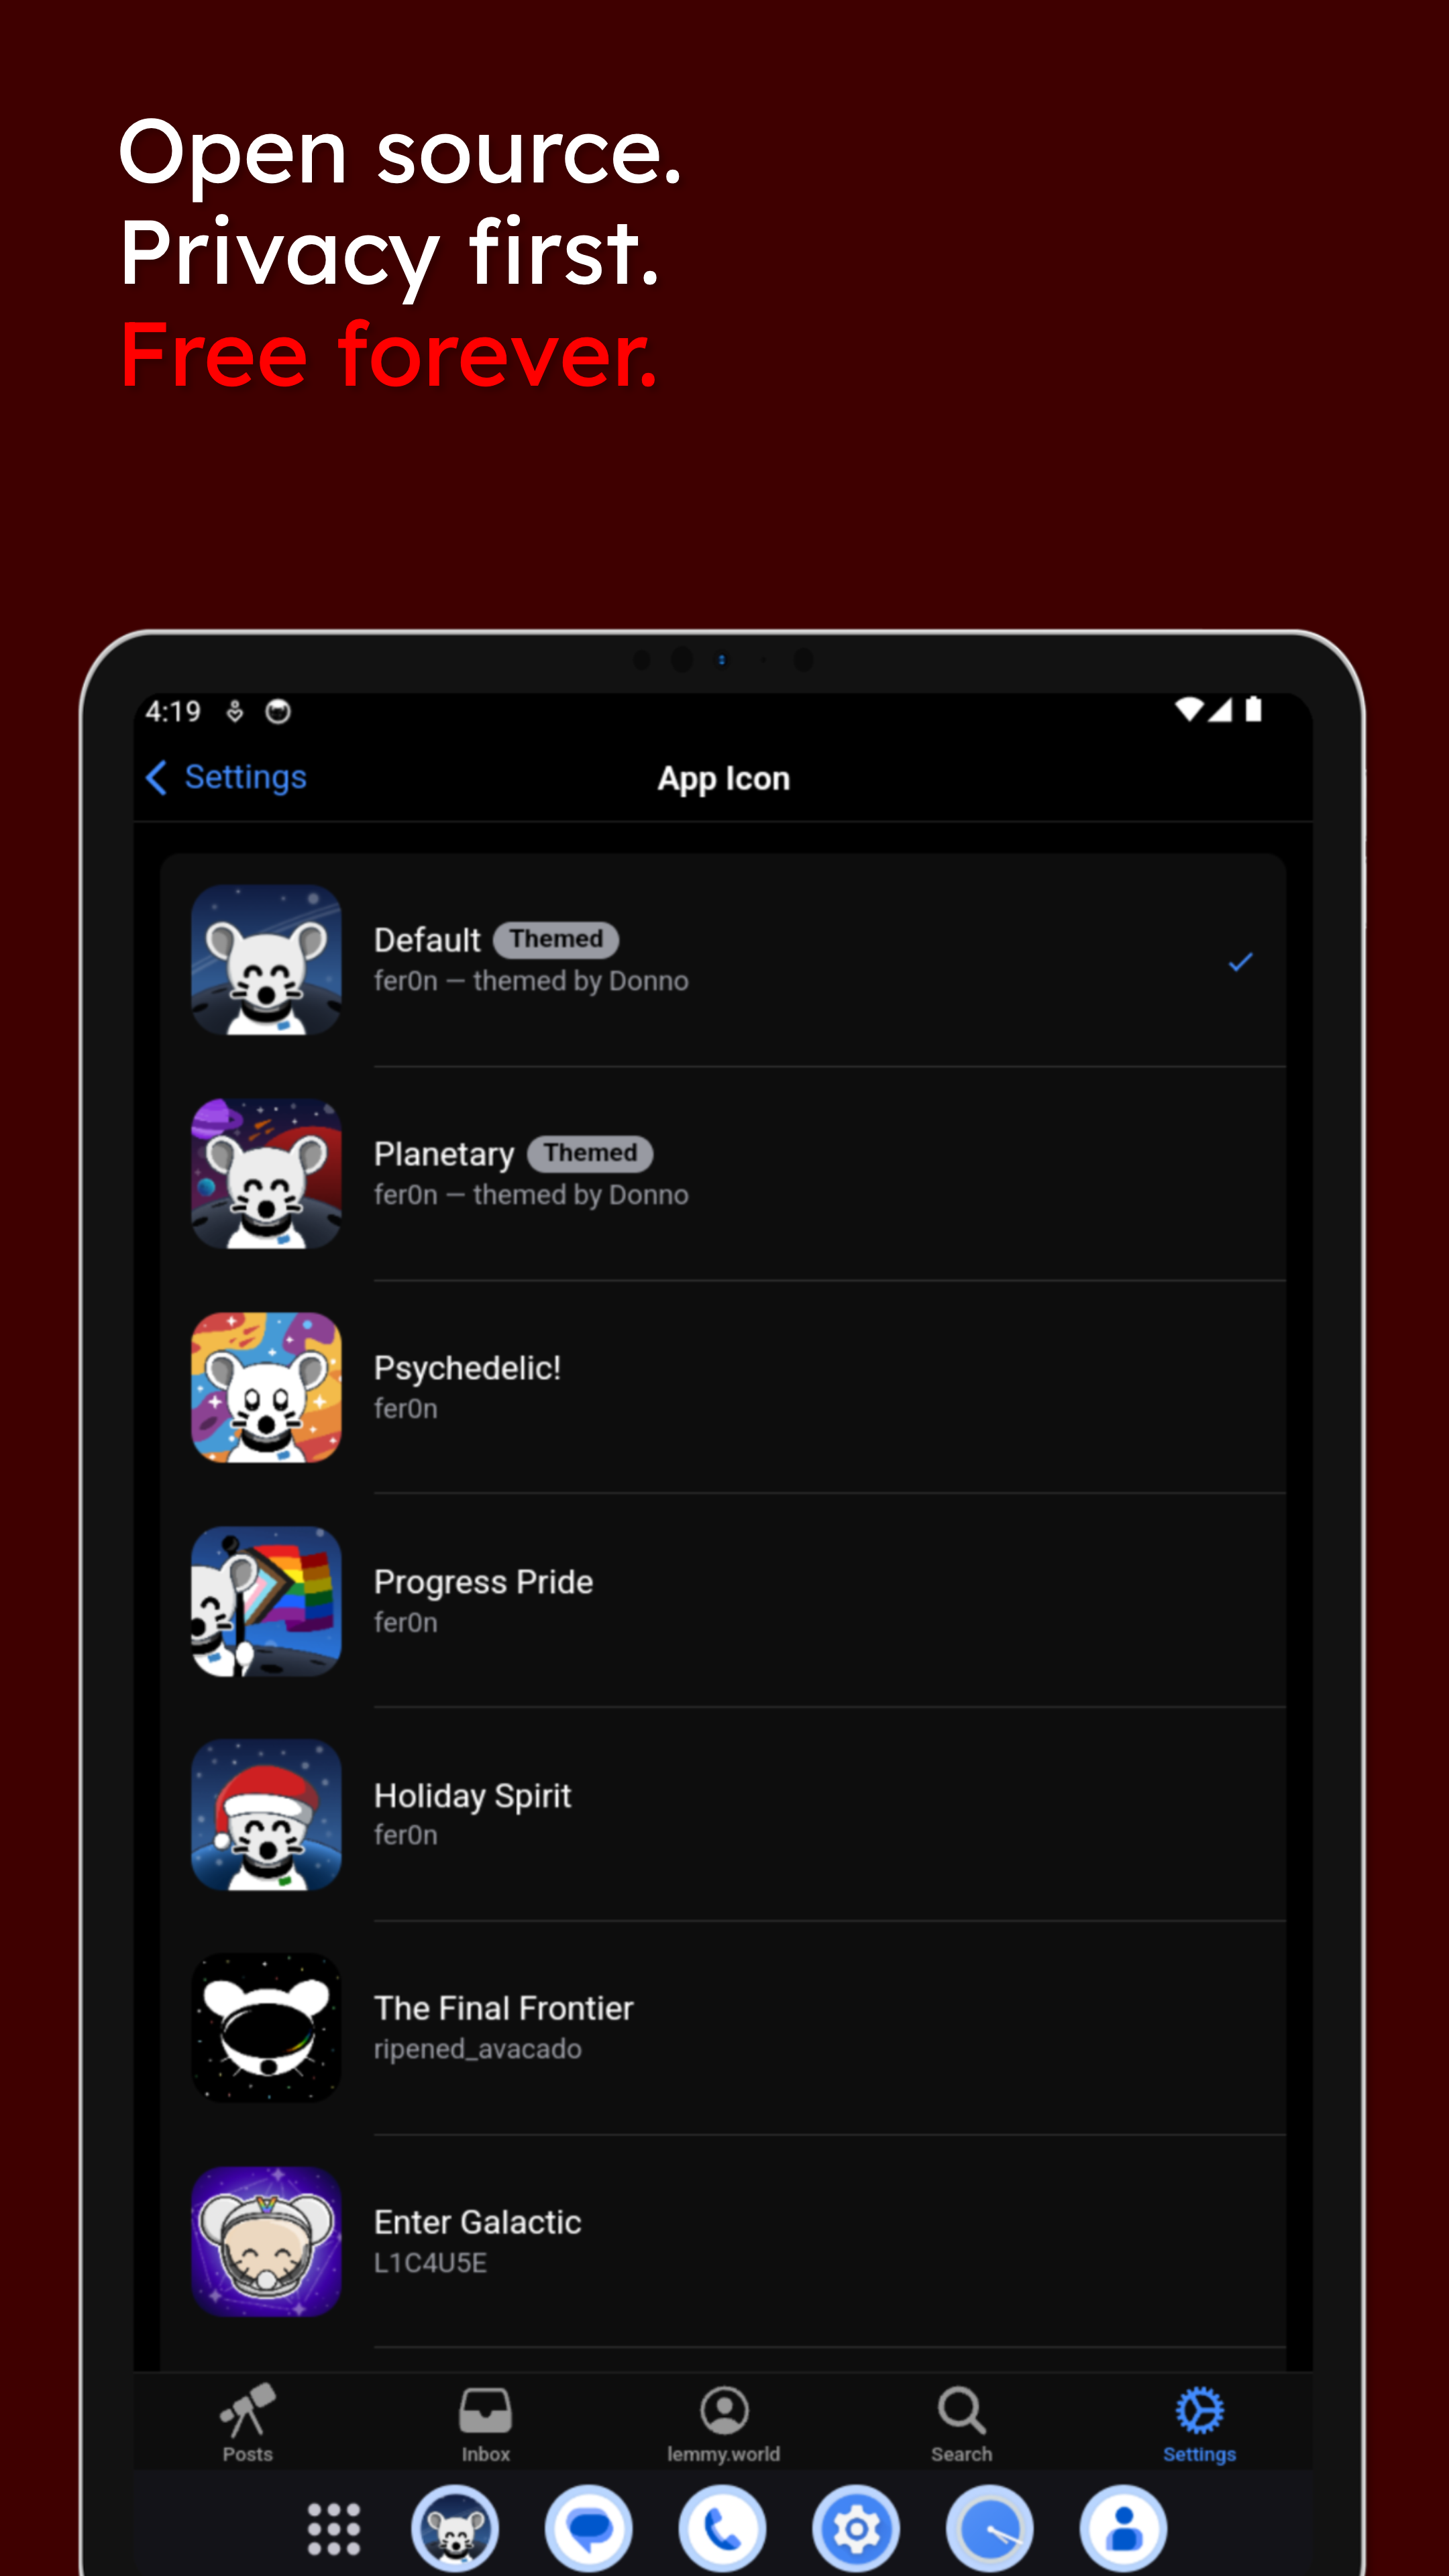 Open source.
Privacy first.
Free forever.
4:19
Settings
App Icon
Default Themed
fer0n — themed by Donno
Planetary Themed
fer0n — themed by Donno
Psychedelic!
fer0n
Progress Pride
fer0n
Holiday Spirit
fer0n
The Final Frontier
ripened_avacado
Enter Galactic
L1C4U5E
Posts
Inbox
lemmy.world
Search
Settings